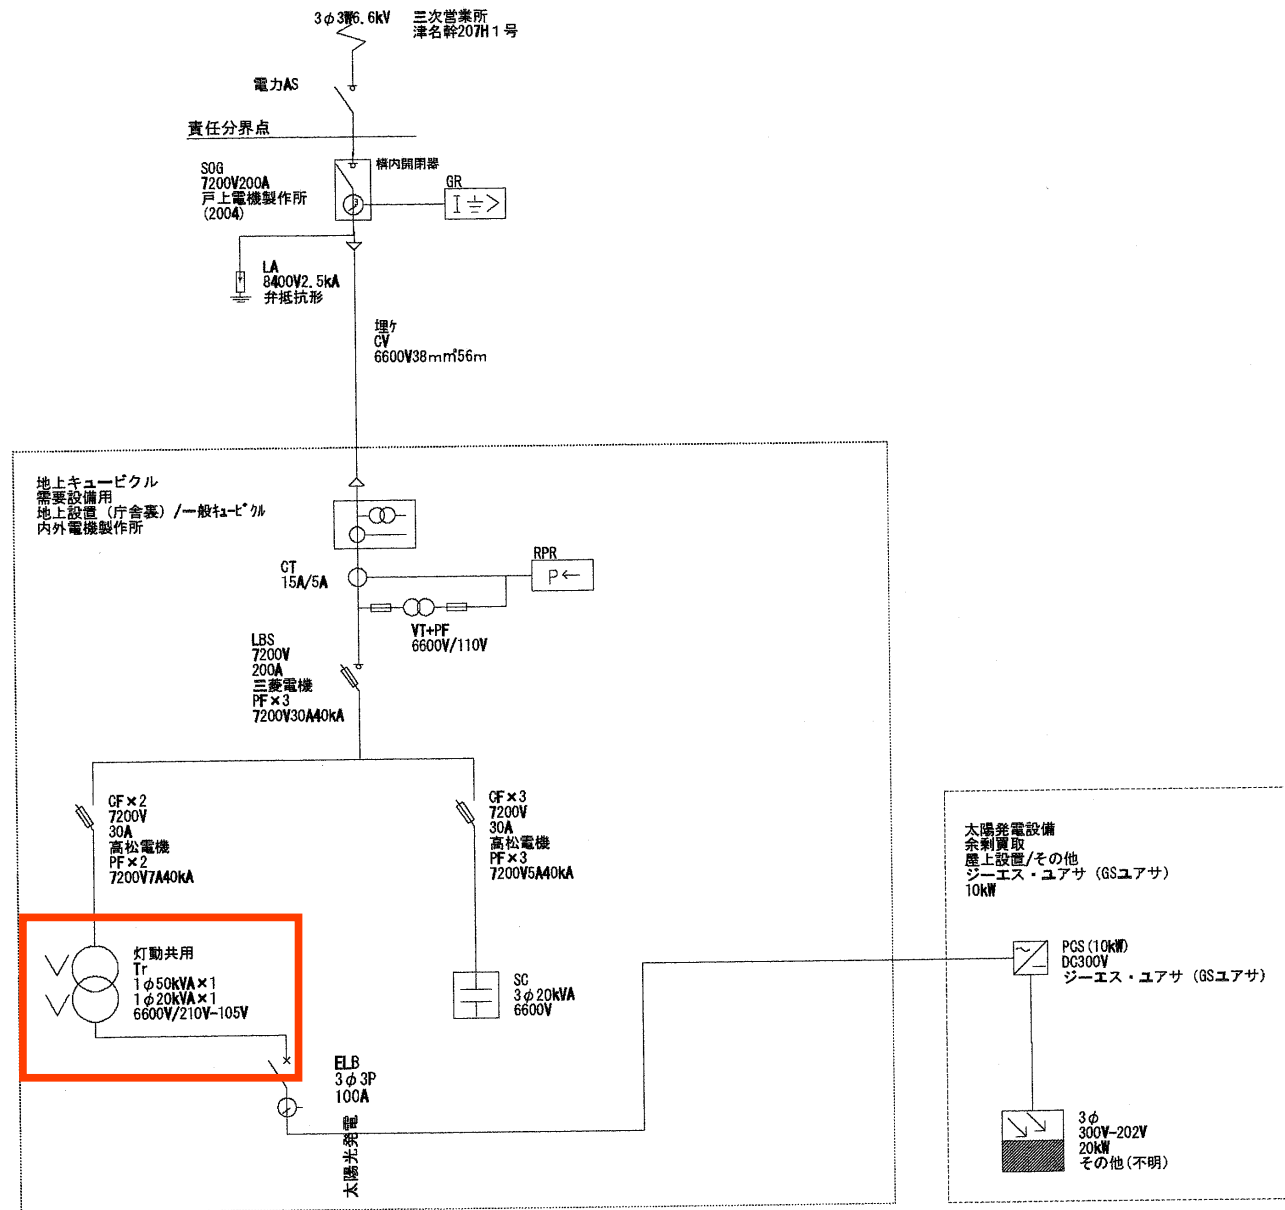 3φ3W6.6kV
三次営業所
津名幹207H1号
電力AS
責任分界点
SOG
7200V200A
戸上電機製作所
(2004)
構内開閉器
GR
I >
LA
8400V2.5kA
弁抵抗形
埋ケ
CV
6600V38m㎡56m
地上キュービクル
需要設備用
地上設置（庁舎裏）/一般ｷｭｰﾋﾞｸﾙ
内外電機製作所
CT
15A/5A
RPR
P←
VT+PF
6600V/110V
LBS
7200V
200A
三菱電機
PF×3
7200V30A40kA
CF×2
7200V
30A
高松電機
PF×2
7200V7A40kA
CF×3
7200V
30A
高松電機
PF×3
7200V5A40kA
灯動共用
Tr
1φ50kVA×1
1φ20kVA×1
6600V/210V-105V
SC
3φ20kVA
6600V
ELB
3φ3P
100A
太陽光発電
太陽発電設備
余剰買取
屋上設置/その他
ジーエス・ユアサ（GSユアサ）
10kW
PCS(10kW)
DC300V
ジーエス・ユアサ（GSユアサ）
3φ
300V-202V
20kW
その他(不明)